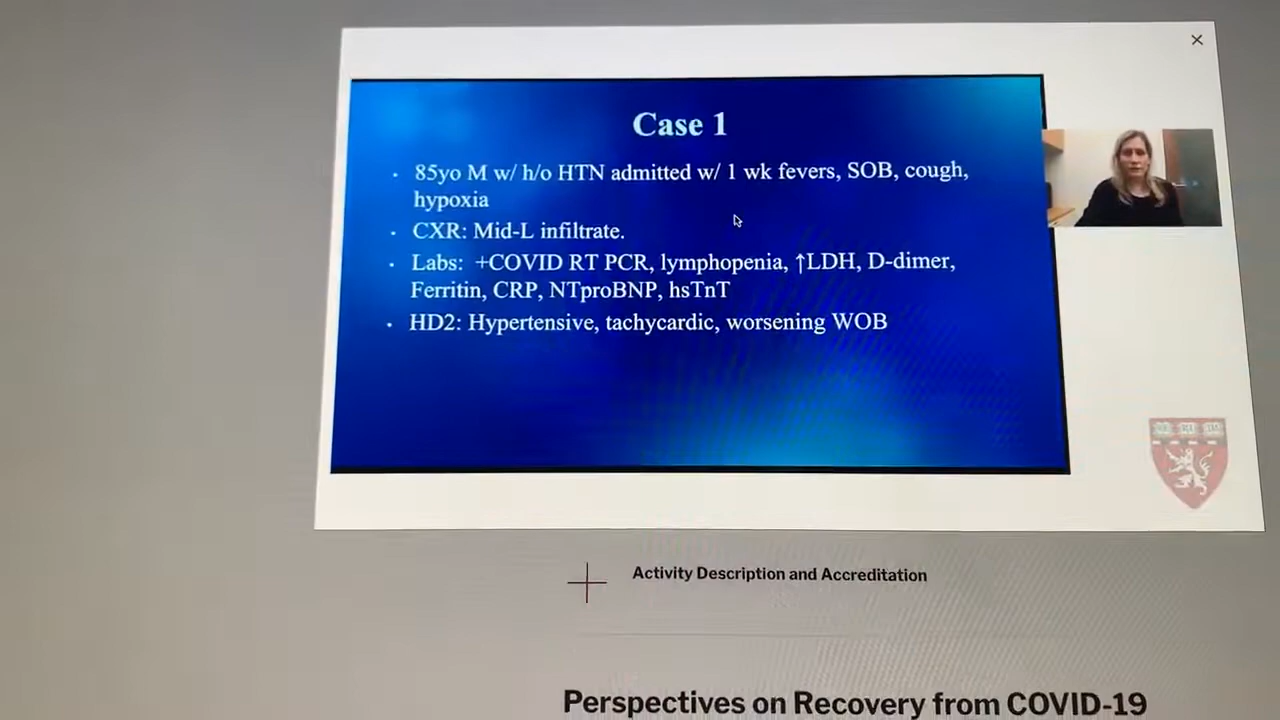 Case 1
· 85yo M w/ h/o HTN admitted w/ 1 wk fevers, SOB, cough,
hypoxia
· CXR: Mid-L infiltrate.
· Labs: +COVID RT PCR, lymphopenia, ↑LDH, D-dimer,
Ferritin, CRP, NTproBNP, hsTnT
· HD2: Hypertensive, tachycardic, worsening WOB
Activity Description and Accreditation
Perspectives on Recovery from COVID-19